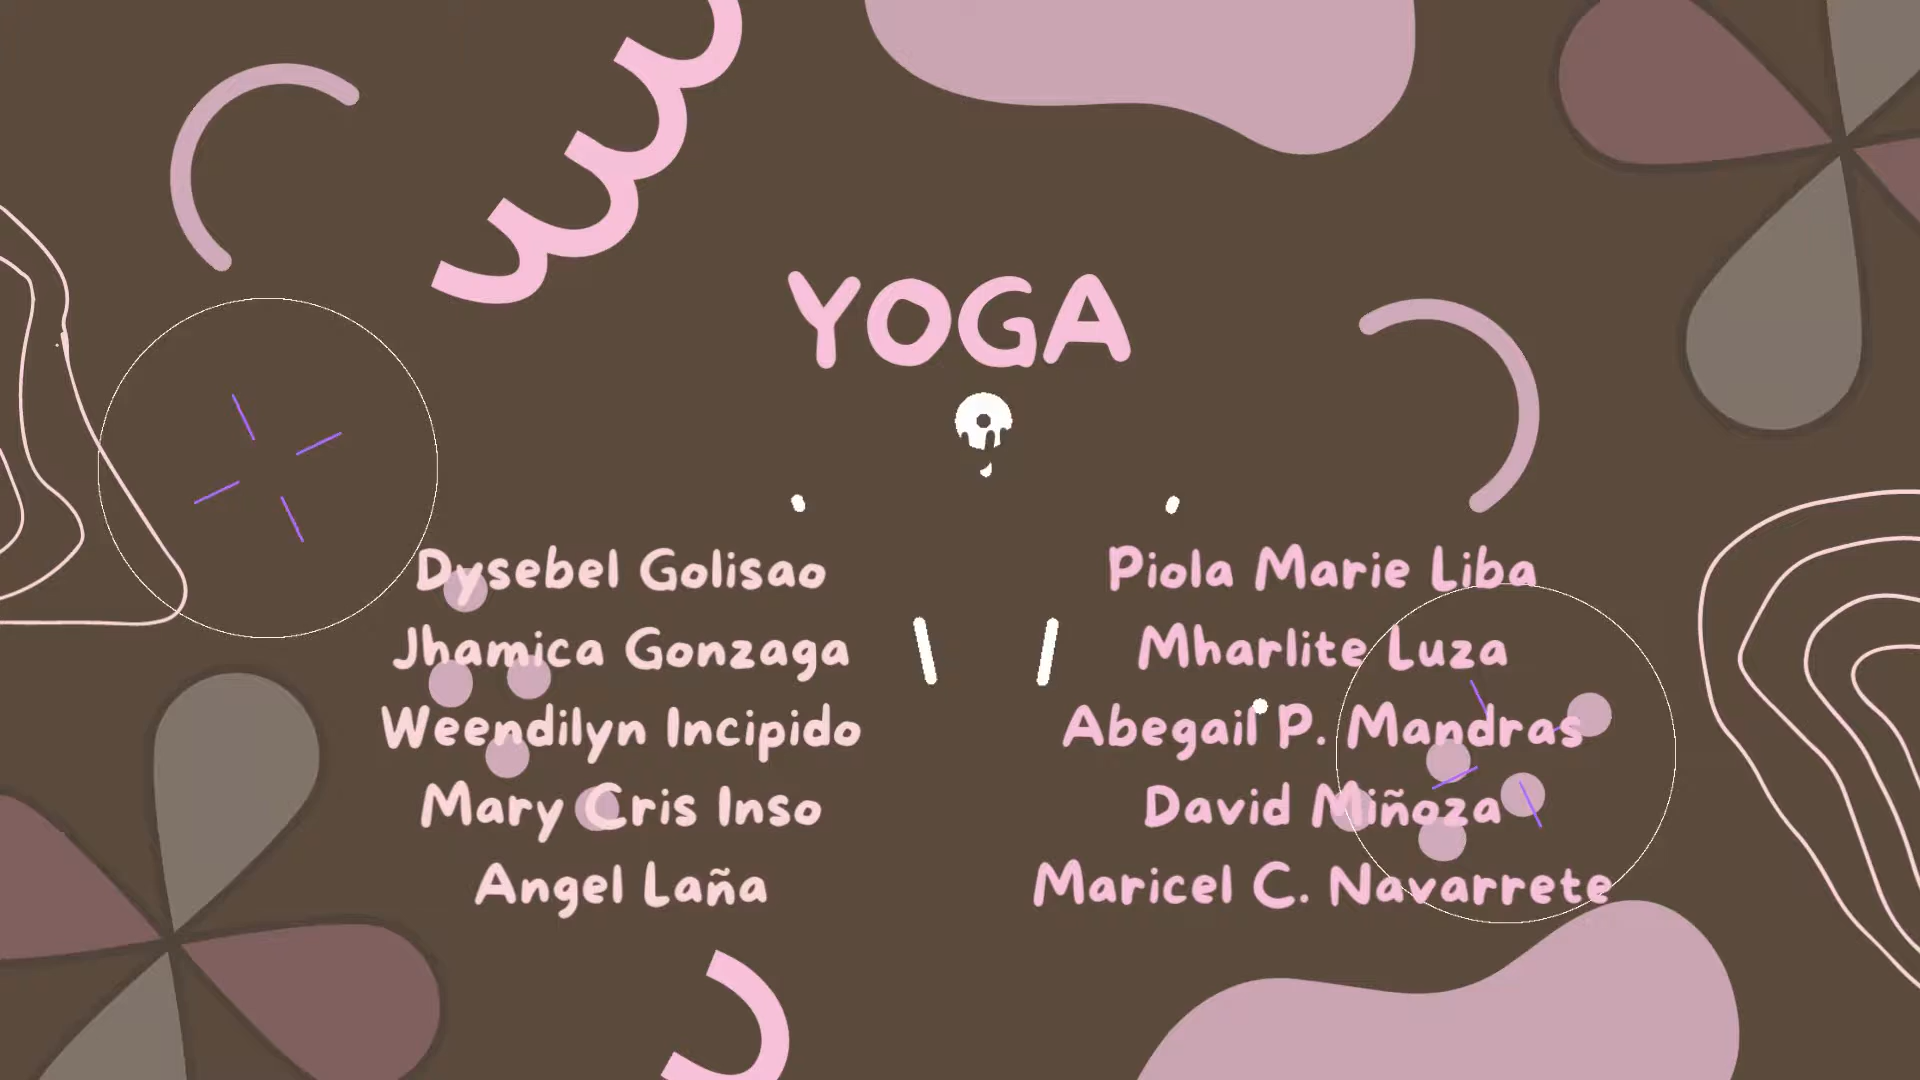 YOGA
Dysebel Golisao
Jhamica Gonzaga
Weendilyn Incipido
Mary Cris Inso
Angel Laña
Piola Marie Liba
Mharlite Luza
Abegail P. Mandras
David Miñoza
Maricel C. Navarrete